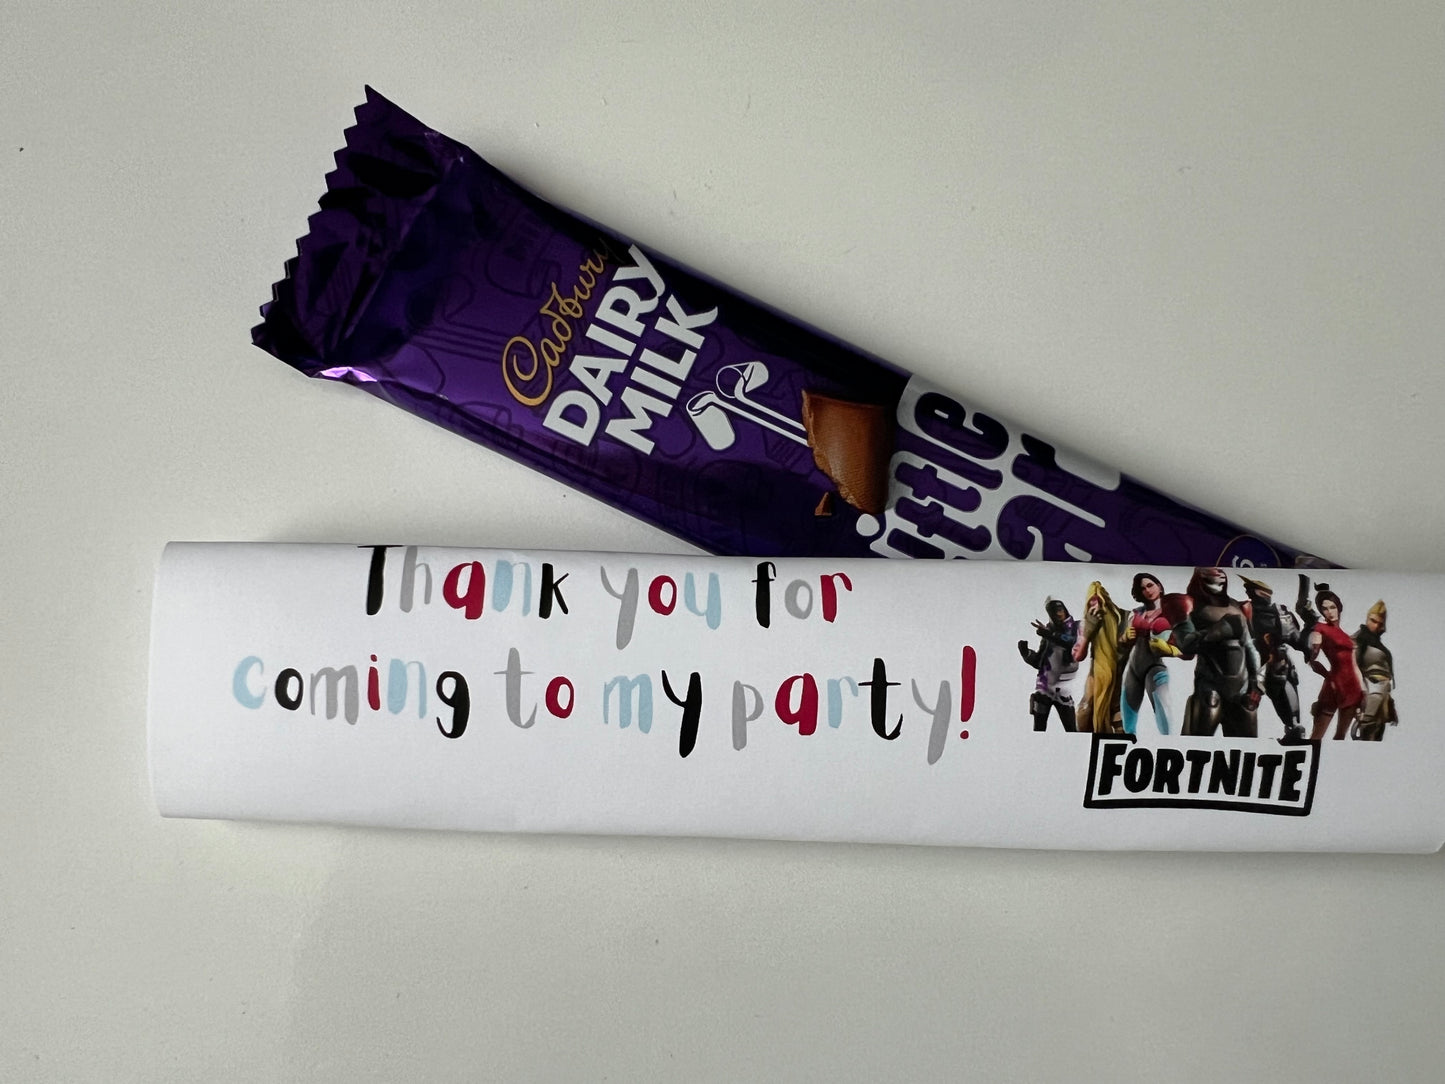 Cadbury
DAIRY
MILK
Thank you for
coming to my party!
FORTNITE